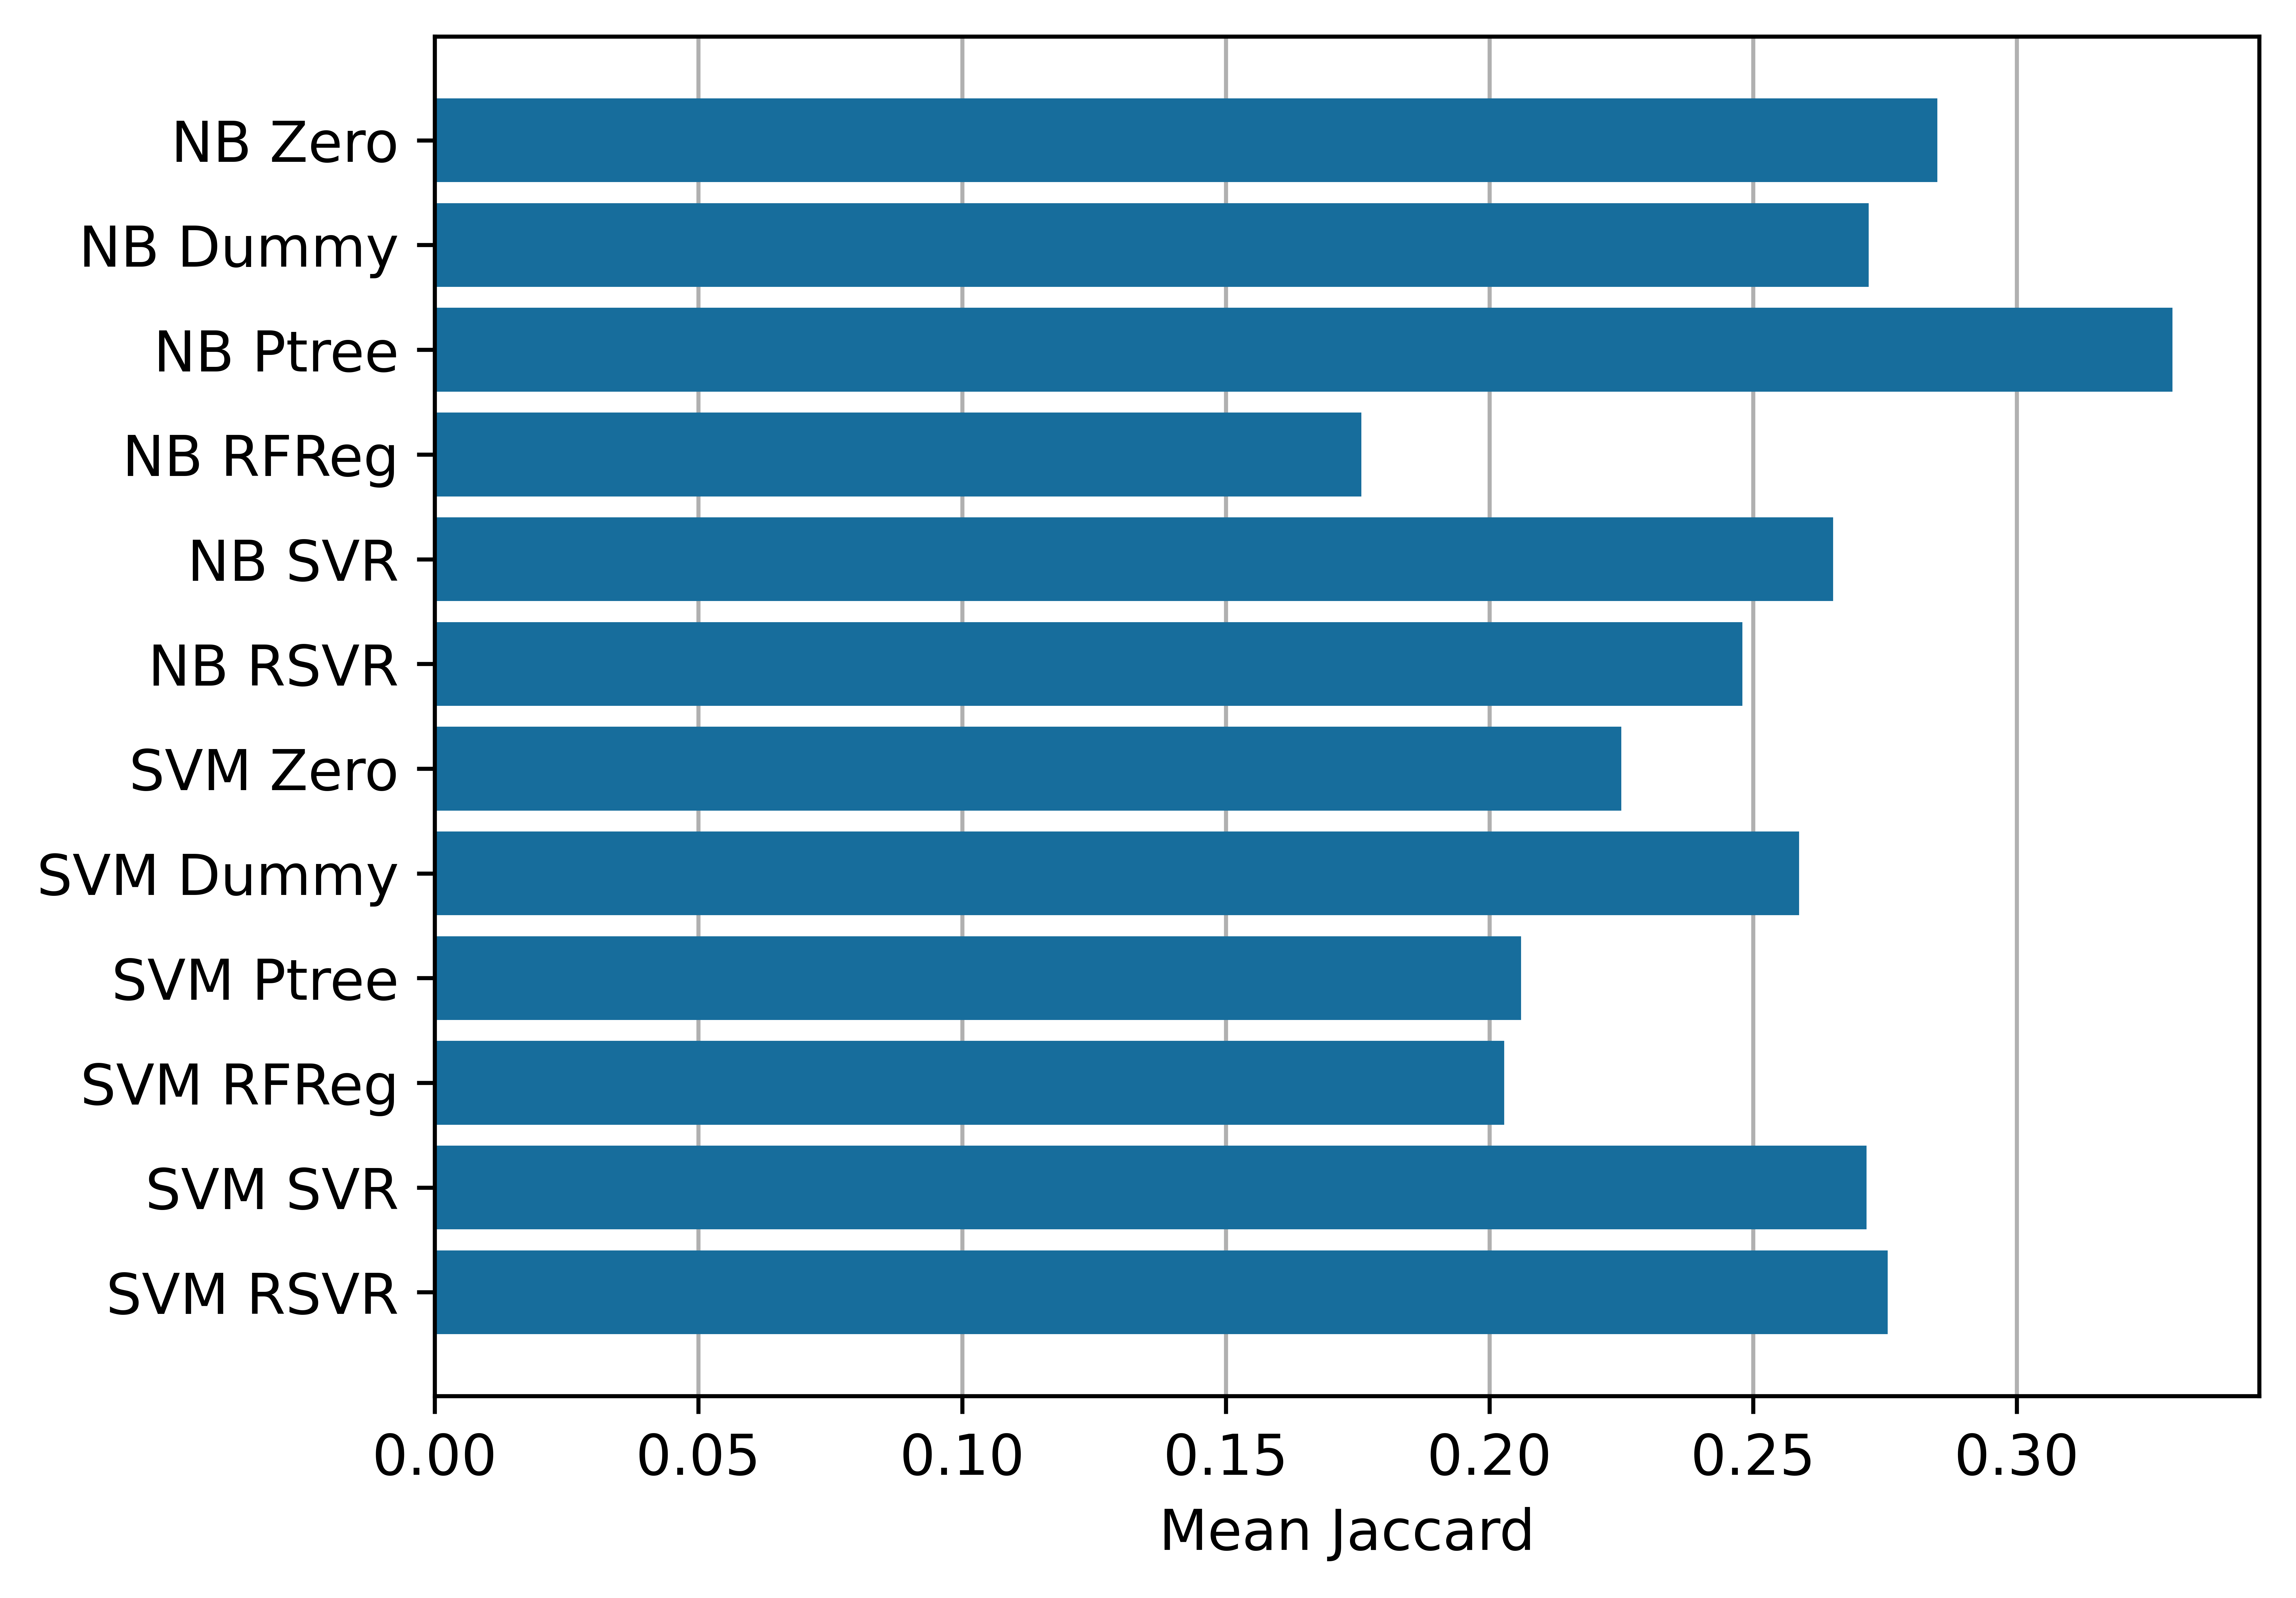 NB Zero
NB Dummy
NB Ptree
NB RFReg
NB SVR
NB RSVR
SVM Zero
SVM Dummy
SVM Ptree
SVM RFReg
SVM SVR
SVM RSVR
0.00 0.05 0.10 0.15 0.20 0.25 0.30
Mean Jaccard